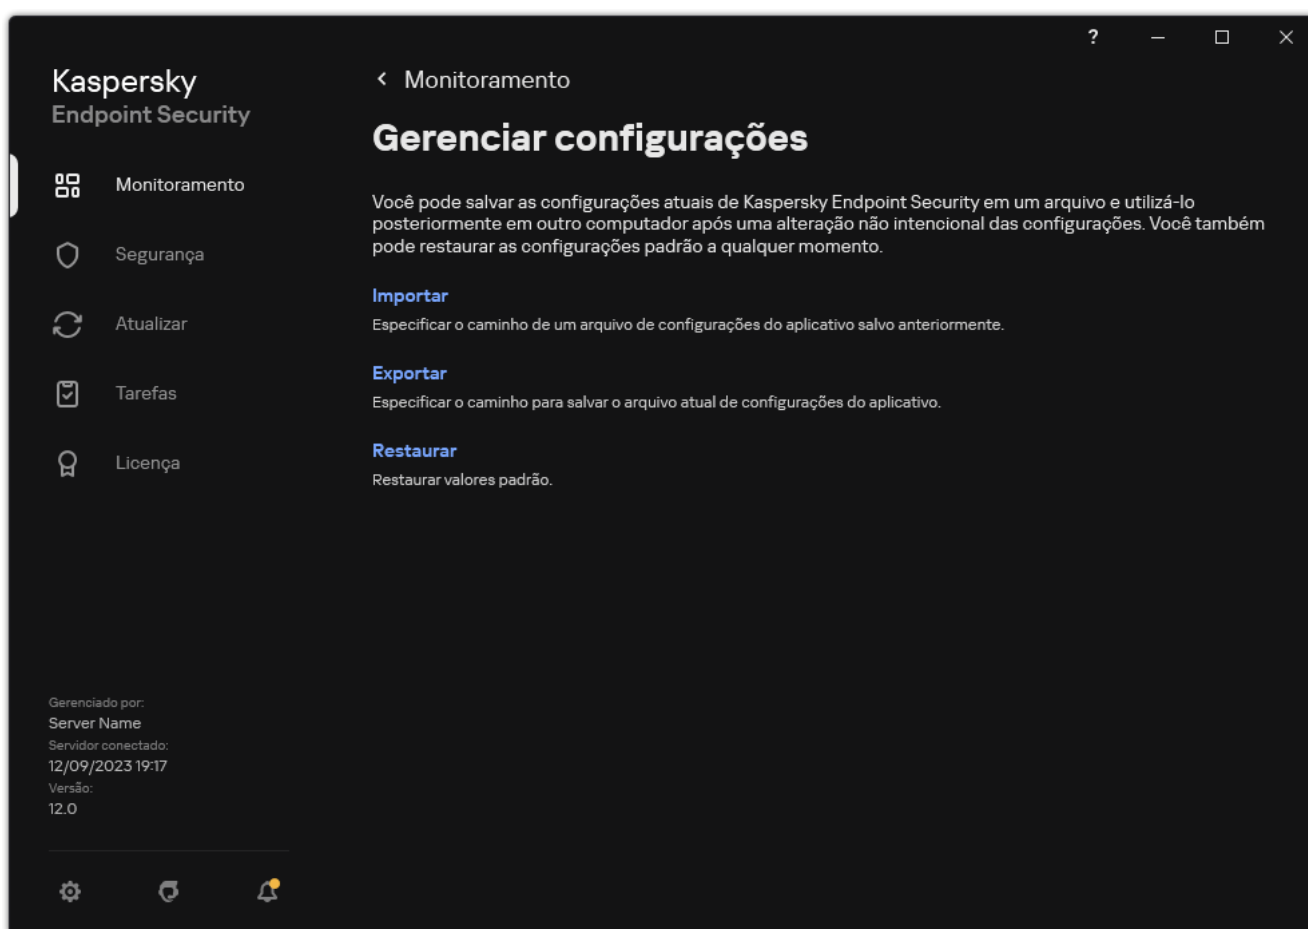 ?
Kaspersky
Endpoint Security
Monitoramento
Segurança
Atualizar
Tarefas
Licença
Gerenciado por:
Server Name
Servidor conectado:
12/09/2023 19:17
Versão:
12.0
Monitoramento
Gerenciar configurações
Você pode salvar as configurações atuais de Kaspersky Endpoint Security em um arquivo e utilizá-lo
posteriormente em outro computador após uma alteração não intencional das configurações. Você também
pode restaurar as configurações padrão a qualquer momento.
Importar
Especificar o caminho de um arquivo de configurações do aplicativo salvo anteriormente.
Exportar
Especificar o caminho para salvar o arquivo atual de configurações do aplicativo.
Restaurar
Restaurar valores padrão.